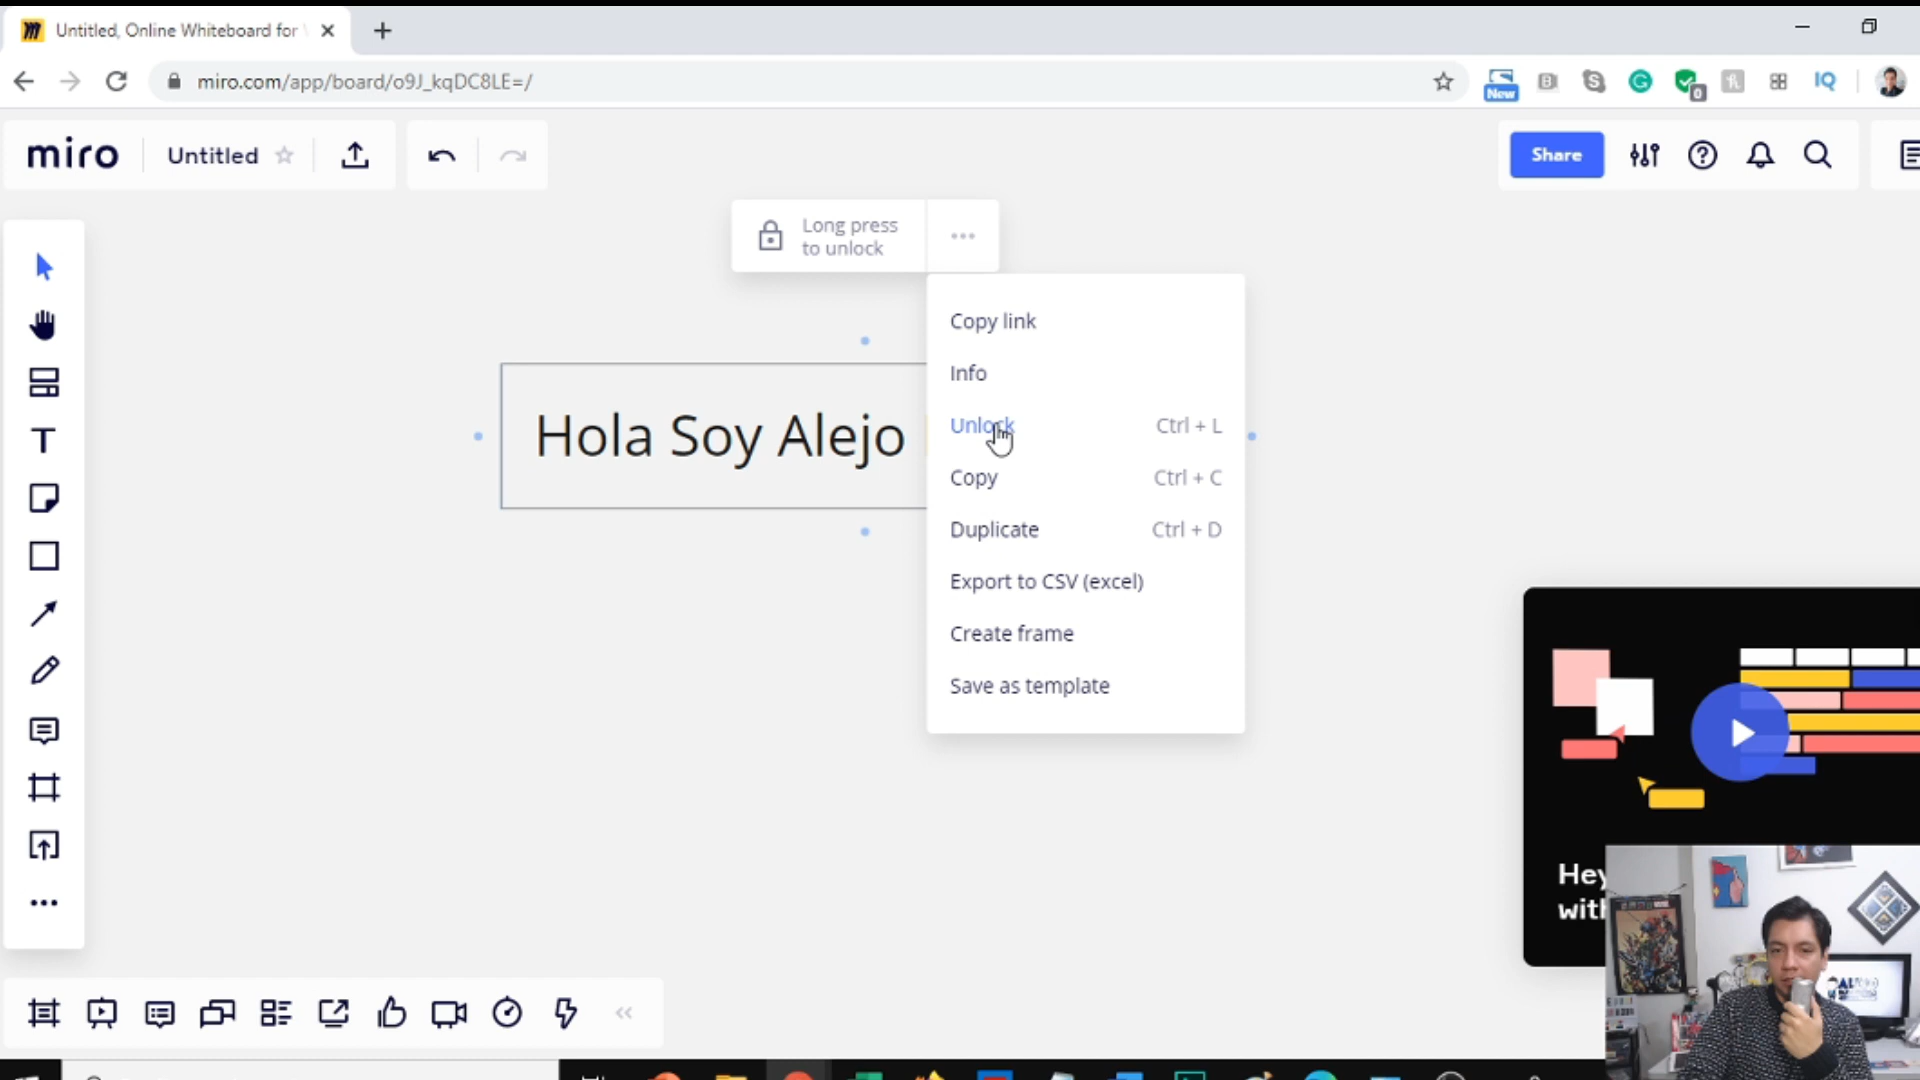 Untitled, Online Whiteboard for
miro.com/app/board/o9J_kqDC8LE=/
New
0
IQ
miro
Untitled
Share
Long press
to unlock
Copy link
Info
Unlock Ctrl + L
Hola Soy Alejo
Copy Ctrl + C
Duplicate Ctrl + D
Export to CSV (excel)
Create frame
Save as template
Hey
with